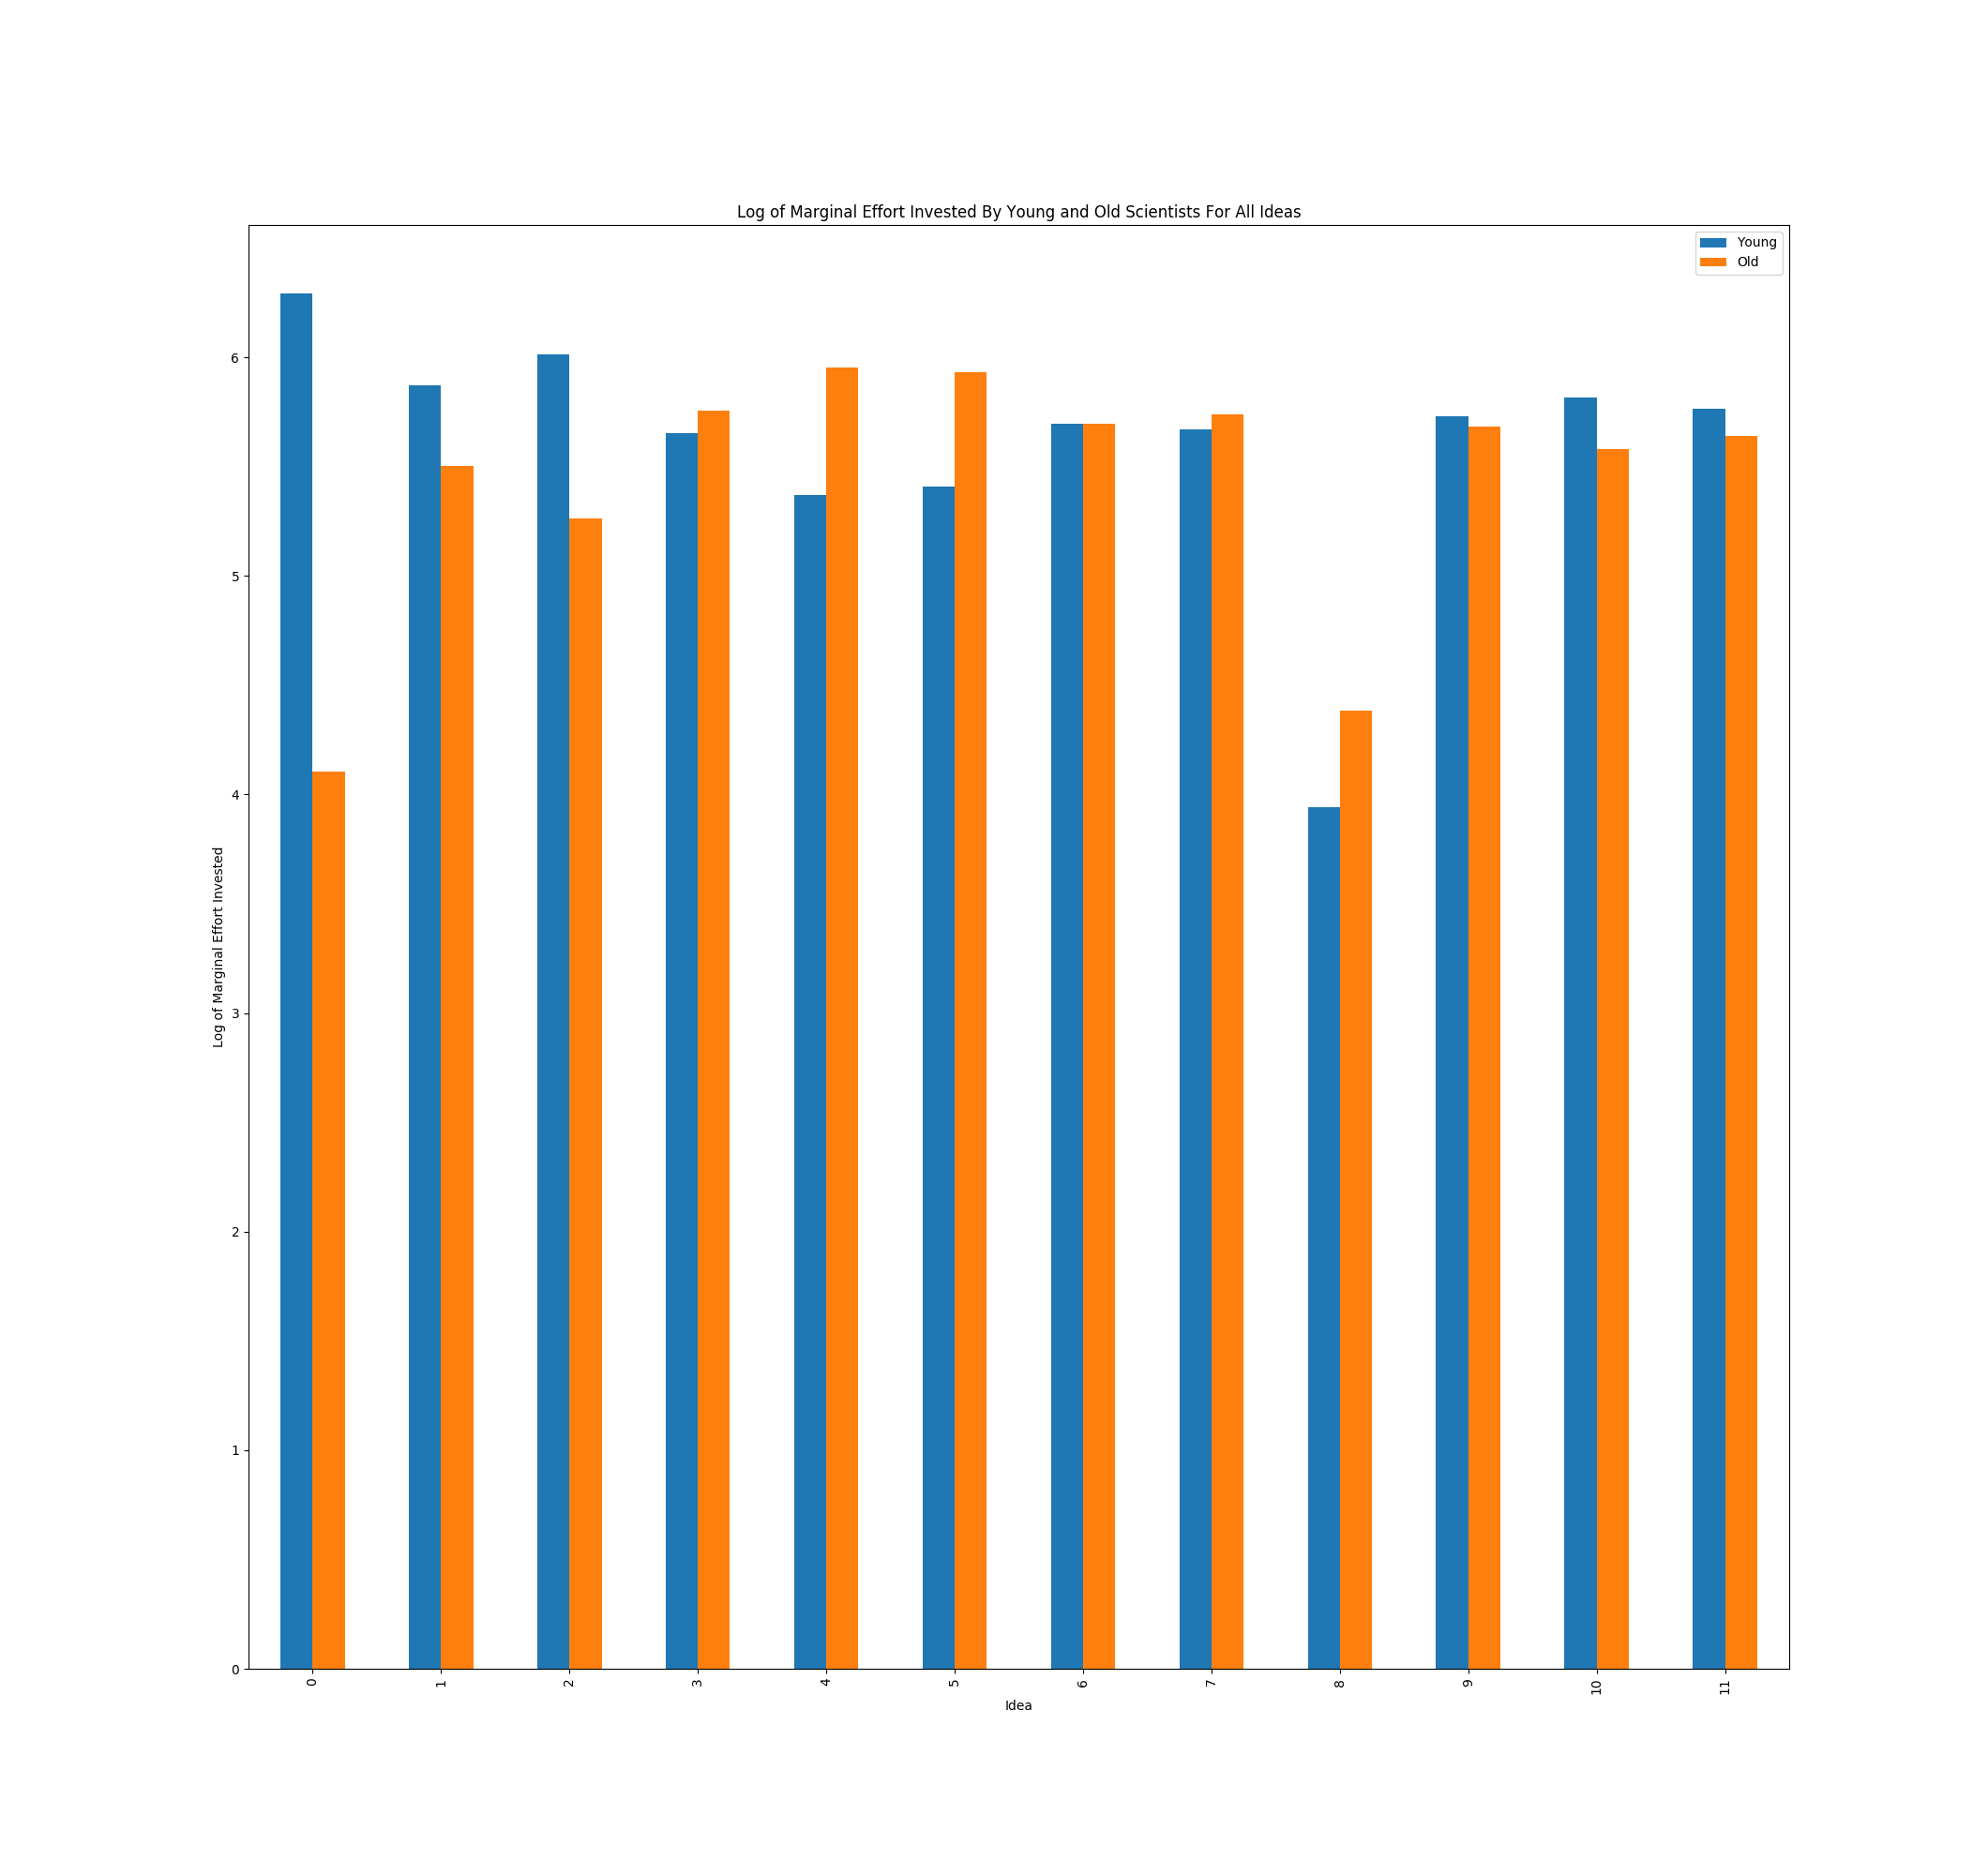 Log of Marginal Effort Invested By Young and Old Scientists For All Ideas
Young
Old
6
5
4
3
2
1
0
Log of Marginal Effort Invested
0 1 2 3 4 5 6 7 8 9 10 11
Idea